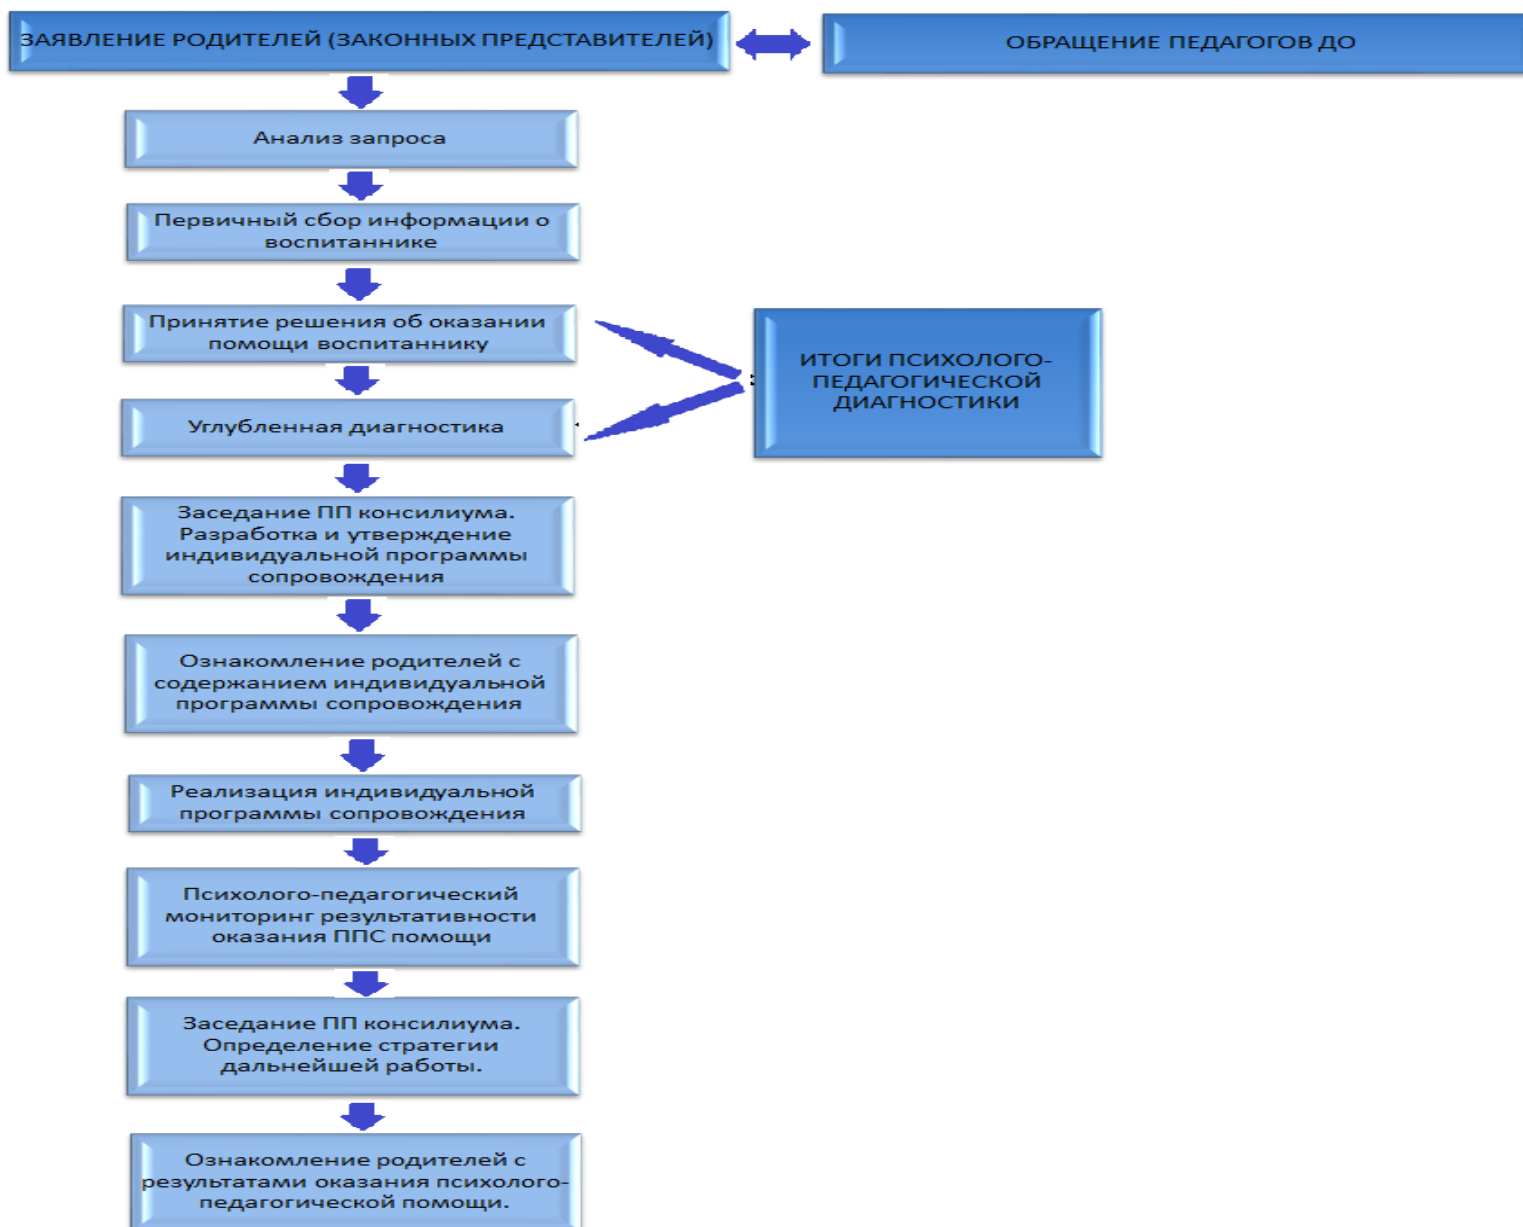 ЗАЯВЛЕНИЕ РОДИТЕЛЕЙ (ЗАКОННЫХ ПРЕДСТАВИТЕЛЕЙ)
ОБРАЩЕНИЕ ПЕДАГОГОВ ДО
Анализ запроса
Первичный сбор информации о
воспитаннике
Принятие решения об оказании
помощи воспитаннику
ИТОГИ ПСИХОЛОГО-
ПЕДАГОГИЧЕСКОЙ
ДИАГНОСТИКИ
Углубленная диагностика
Заседание ПП консилиума.
Разработка и утверждение
индивидуальной программы
сопровождения
Ознакомление родителей с
содержанием индивидуальной
программы сопровождения
Реализация индивидуальной
программы сопровождения
Психолого-педагогический
мониторинг результативности
оказания ППС помощи
Заседание ПП консилиума.
Определение стратегии
дальнейшей работы.
Ознакомление родителей с
результатами оказания психолого-
педагогической помощи.